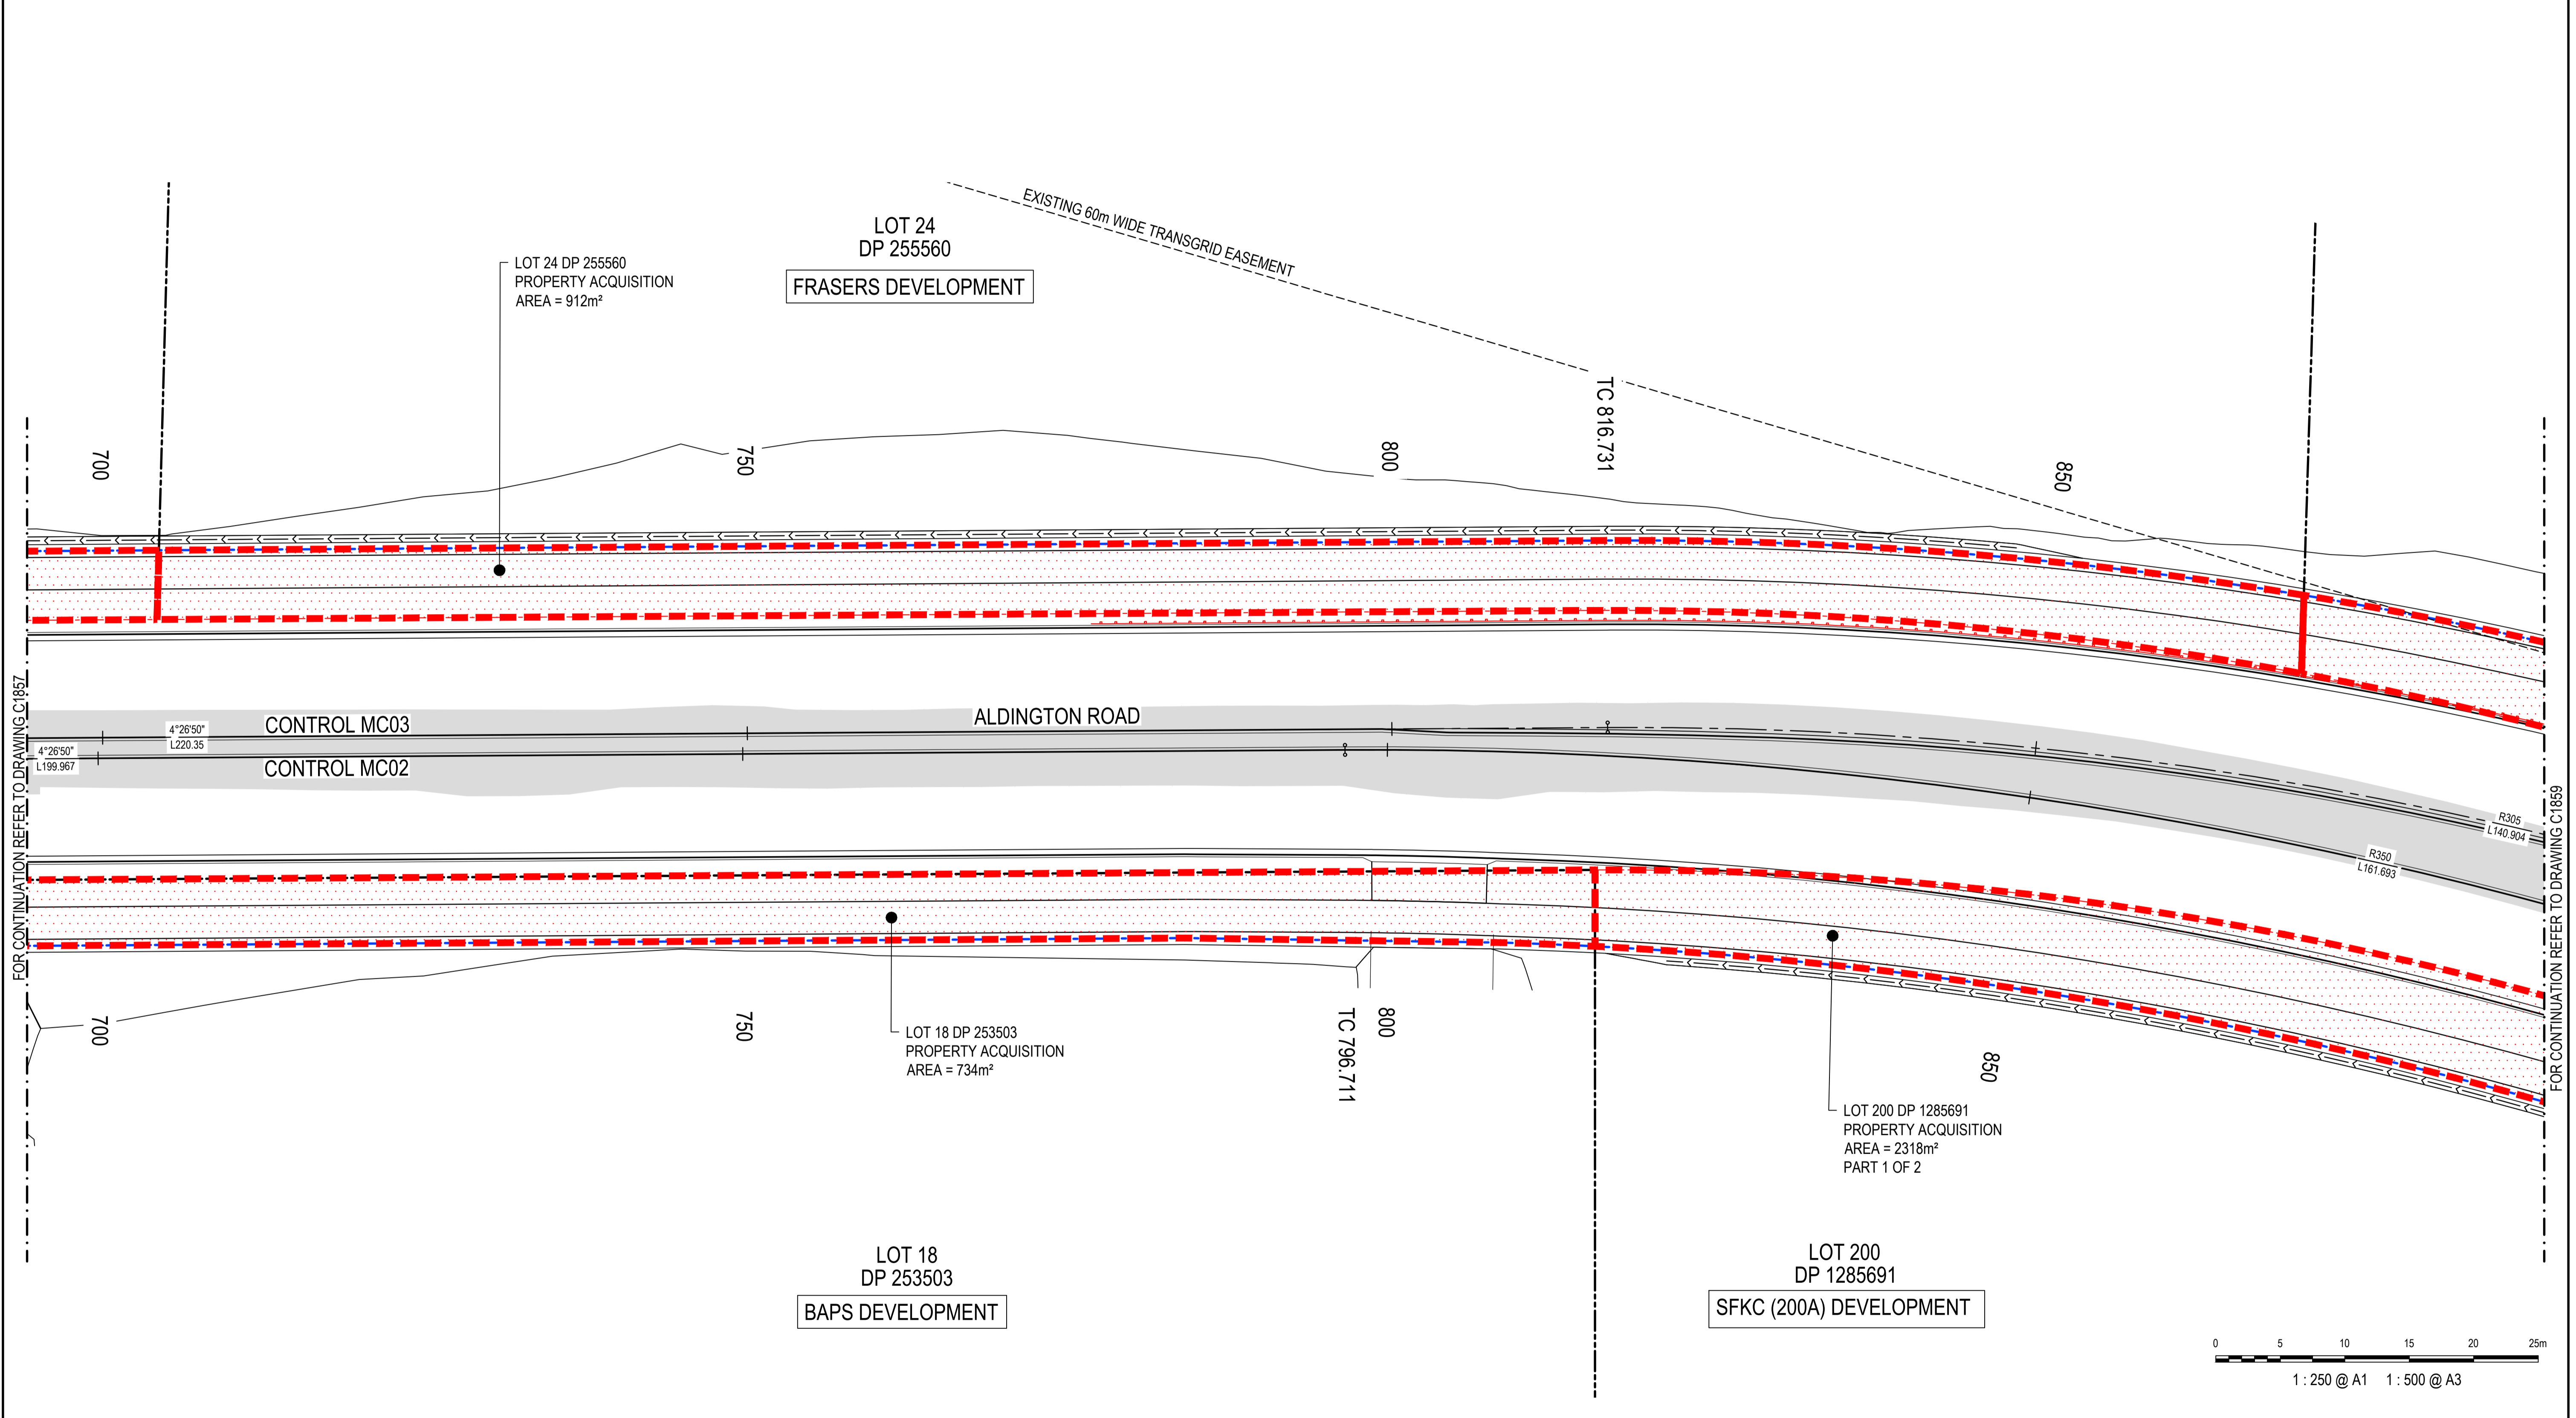 EXISTING 60m WIDE TRANSGRID EASEMENT
LOT 24
DP 255560
FRASERS DEVELOPMENT
LOT 24 DP 255560
PROPERTY ACQUISITION
AREA = 912m²
700
750
800
TC 816.731
850
FOR CONTINUATION REFER TO DRAWING C1857
FOR CONTINUATION REFER TO DRAWING C1859
ALDINGTON ROAD
CONTROL MC03
4°26'50"
L220.35
4°26'50"
L199.967
CONTROL MC02
R305
L140.904
R350
L161.693
700
750
TC 796.711
800
850
LOT 18 DP 253503
PROPERTY ACQUISITION
AREA = 734m²
LOT 200 DP 1285691
PROPERTY ACQUISITION
AREA = 2318m²
PART 1 OF 2
LOT 18
DP 253503
BAPS DEVELOPMENT
LOT 200
DP 1285691
SFKC (200A) DEVELOPMENT
0 5 10 15 20 25m
1 : 250 @ A1 1 : 500 @ A3